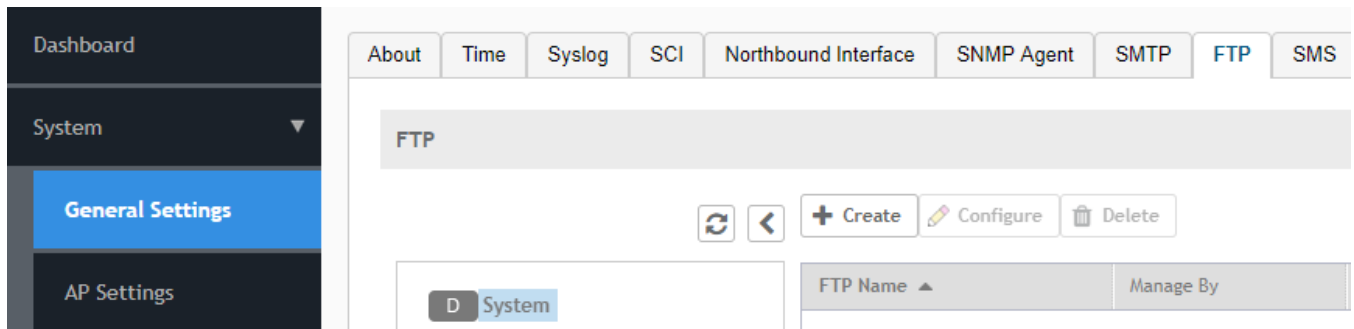 Dashboard
System
General Settings
AP Settings
About Time Syslog SCI Northbound Interface SNMP Agent SMTP FTP SMS
FTP
Create Configure Delete
D System
FTP Name Manage By